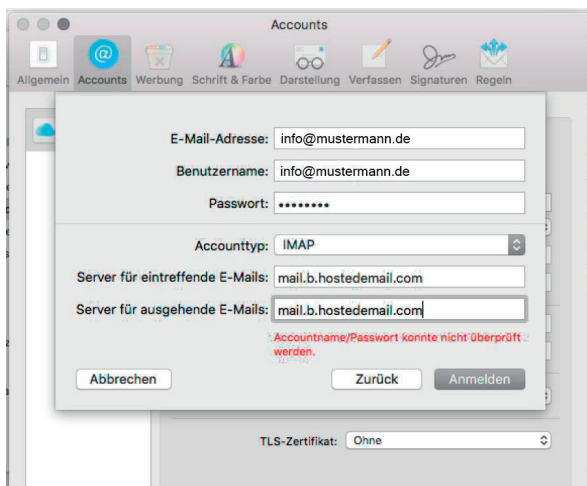 Accounts
Allgemein Accounts Werbung Schrift & Farbe Darstellung Verfassen Signaturen Regeln
E-Mail-Adresse: info@mustermann.de
Benutzername: info@mustermann.de
Passwort: ••••••••
Accounttyp: IMAP
Server für eintreffende E-Mails: mail.b.hostedemail.com
Server für ausgehende E-Mails: mail.b.hostedemail.com
Accountname/Passwort konnte nicht überprüft
werden.
Abbrechen Zurück Anmelden
TLS-Zertifikat: Ohne